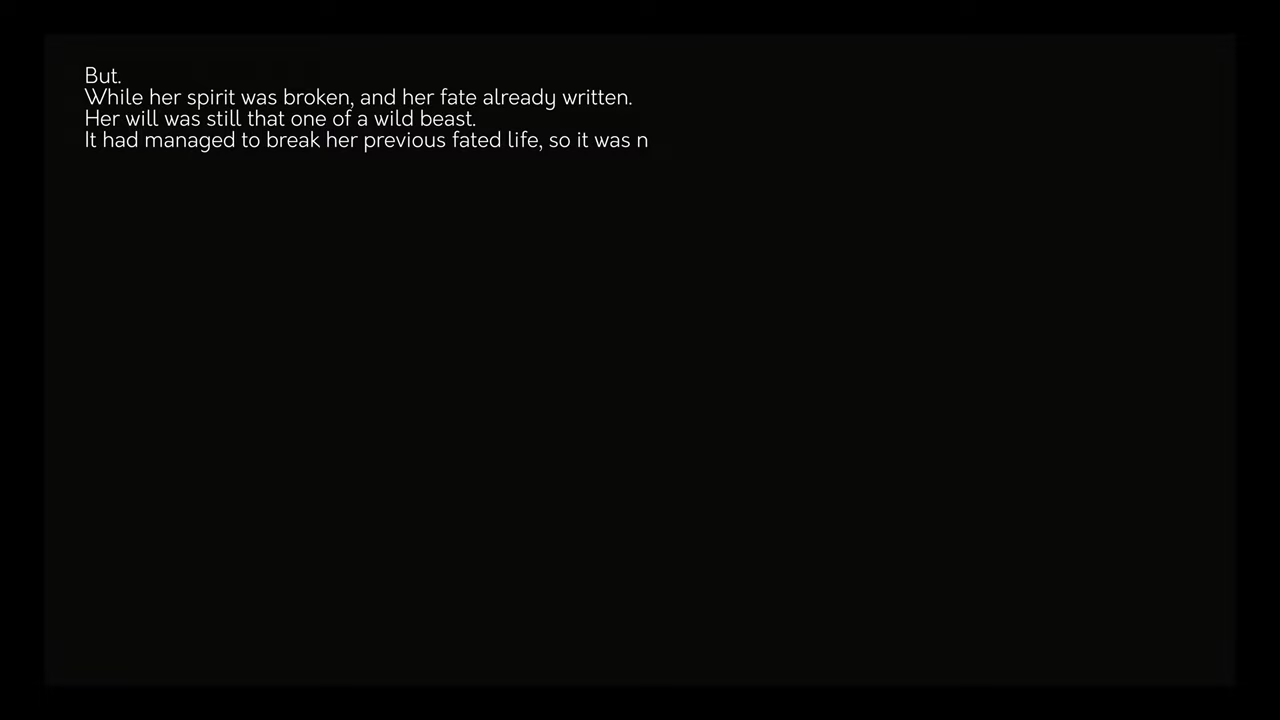 But.
While her spirit was broken, and her fate already written.
Her will was still that one of a wild beast.
It had managed to break her previous fated life, so it was n